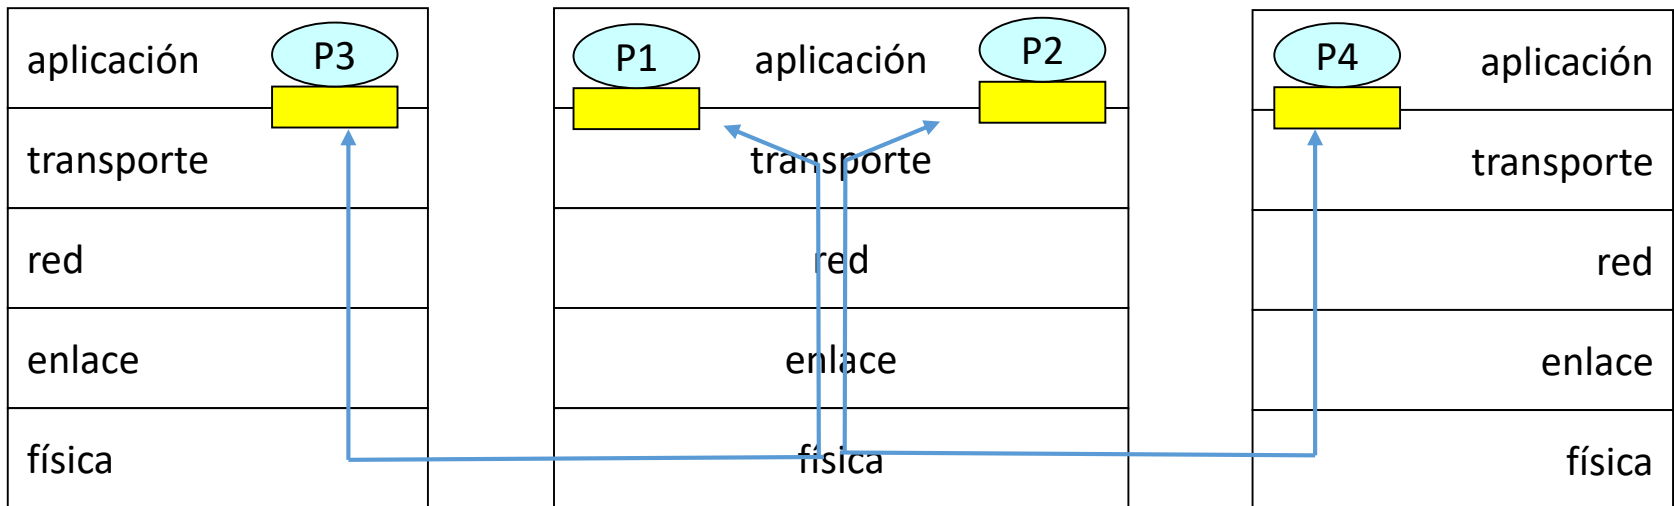 aplicación P3
transporte
red
enlace
física
P1 aplicación P2
transporte
red
enlace
física
P4 aplicación
transporte
red
enlace
física